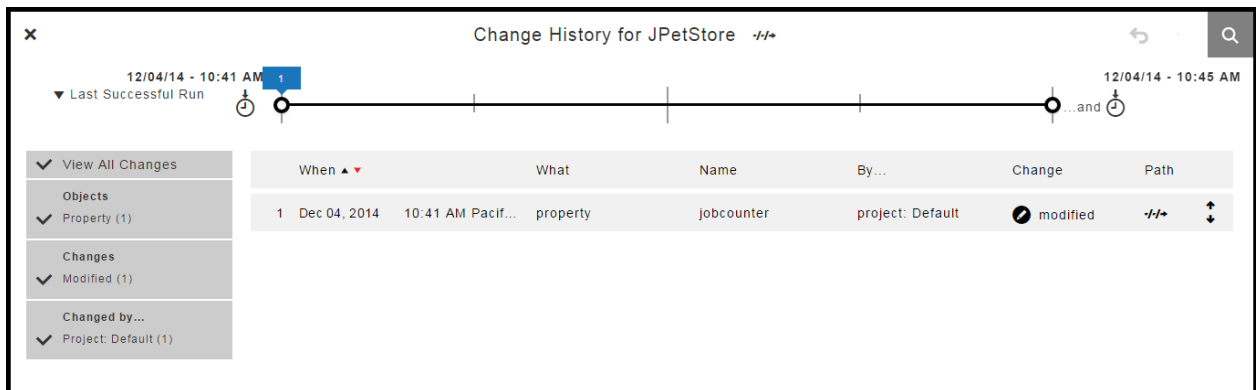 Change History for JPetStore
12/04/14 - 10:41 AM
1
12/04/14 - 10:45 AM
▼ Last Successful Run
...and
View All Changes
When ▲ ▼ What Name By... Change Path
Objects
Property (1)
1 Dec 04, 2014 10:41 AM Pacif... property jobcounter project: Default modified
Changes
Modified (1)
Changed by...
Project: Default (1)